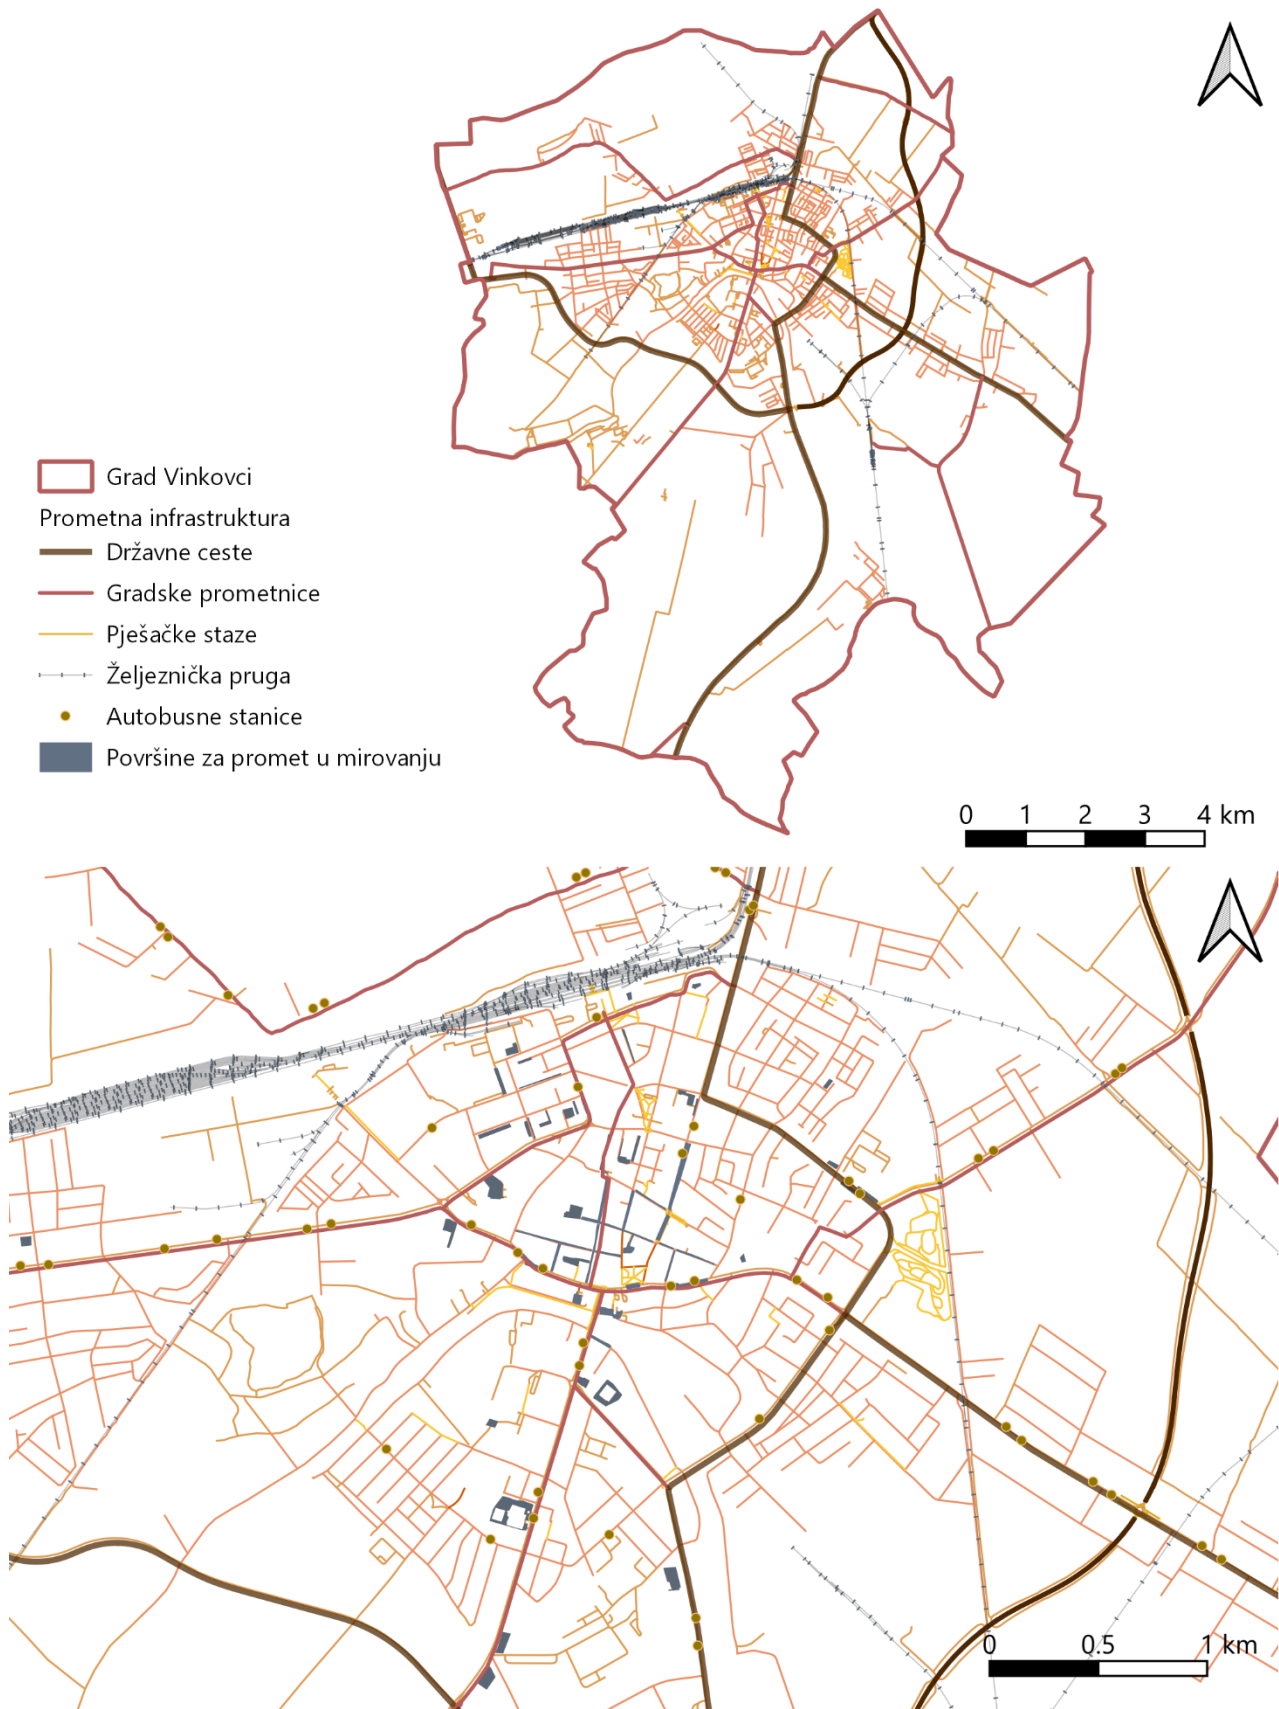 Grad Vinkovci
Prometna infrastruktura
Državne ceste
Gradske prometnice
Pješačke staze
Željeznička pruga
Autobusne stanice
Površine za promet u mirovanju
0 1 2 3 4 km
0 0.5 1 km